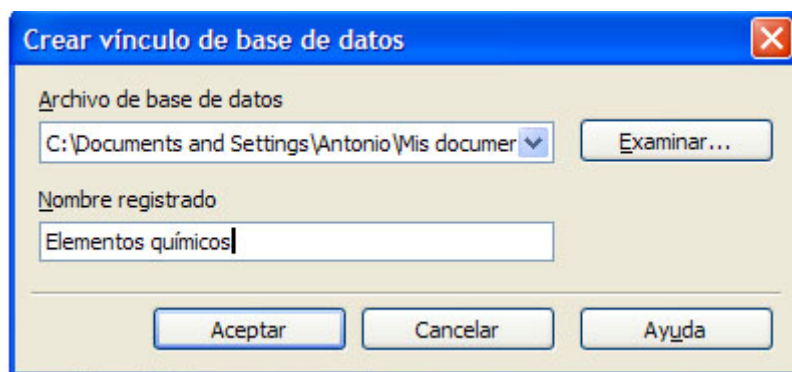 Crear vínculo de base de datos
Archivo de base de datos
C:\Documents and Settings\Antonio\Mis documer
Examinar...
Nombre registrado
Elementos químicos
Aceptar
Cancelar
Ayuda